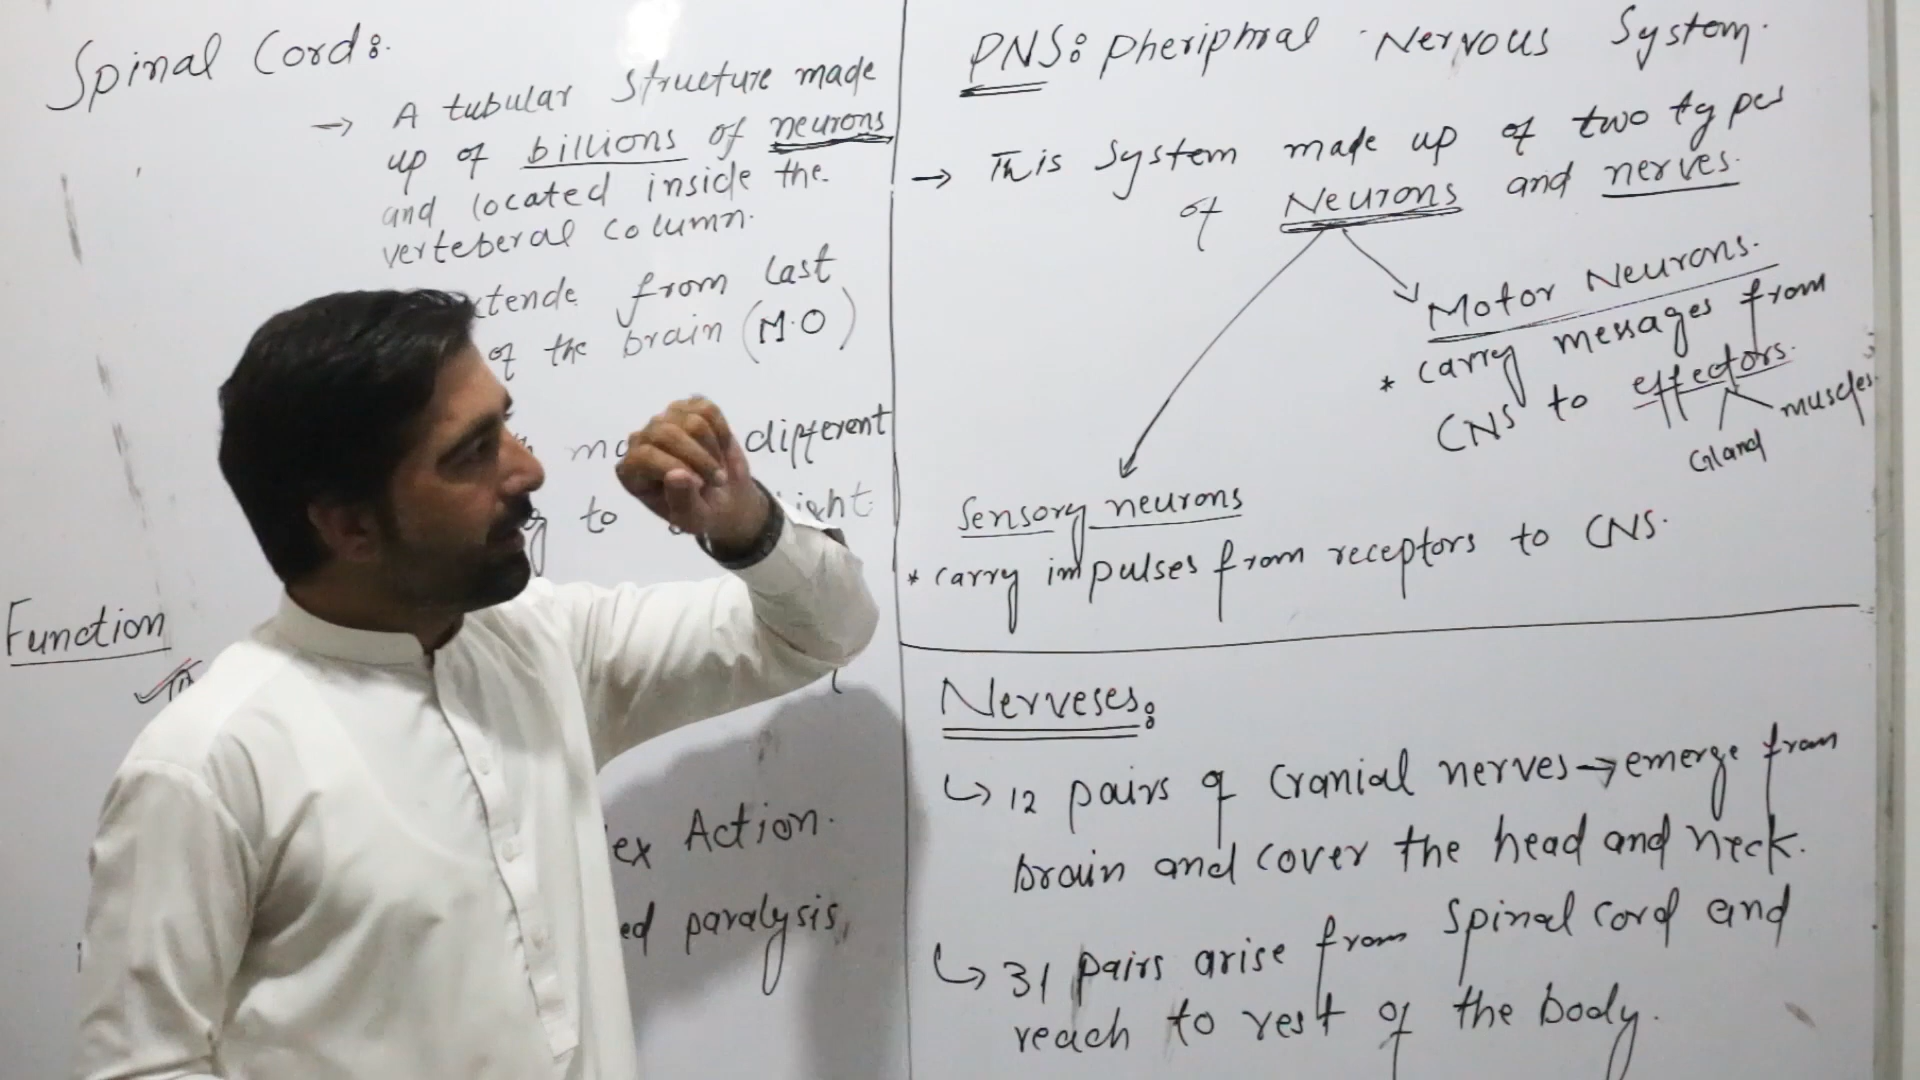 Spinal Cord:
→ A tubular structure made
up of billions of neurons
and located inside the
verteberal column.
from last
of the brain (M.O)
different
to
Function
Action.
paralysis,
PNS: Pheriphral Nervous System.
→ This system made up of two types
of Neurons and nerves.
Motor Neurons.
* carry messages from
CNS to effectors.
muscles
Gland
Sensory neurons
* carry impulses from receptors to CNS.
Nerveses:
↳ 12 pairs of Cranial nerves → emerge from
brain and cover the head and neck.
↳ 31 pairs arise from Spinal cord and
reach to rest of the body.